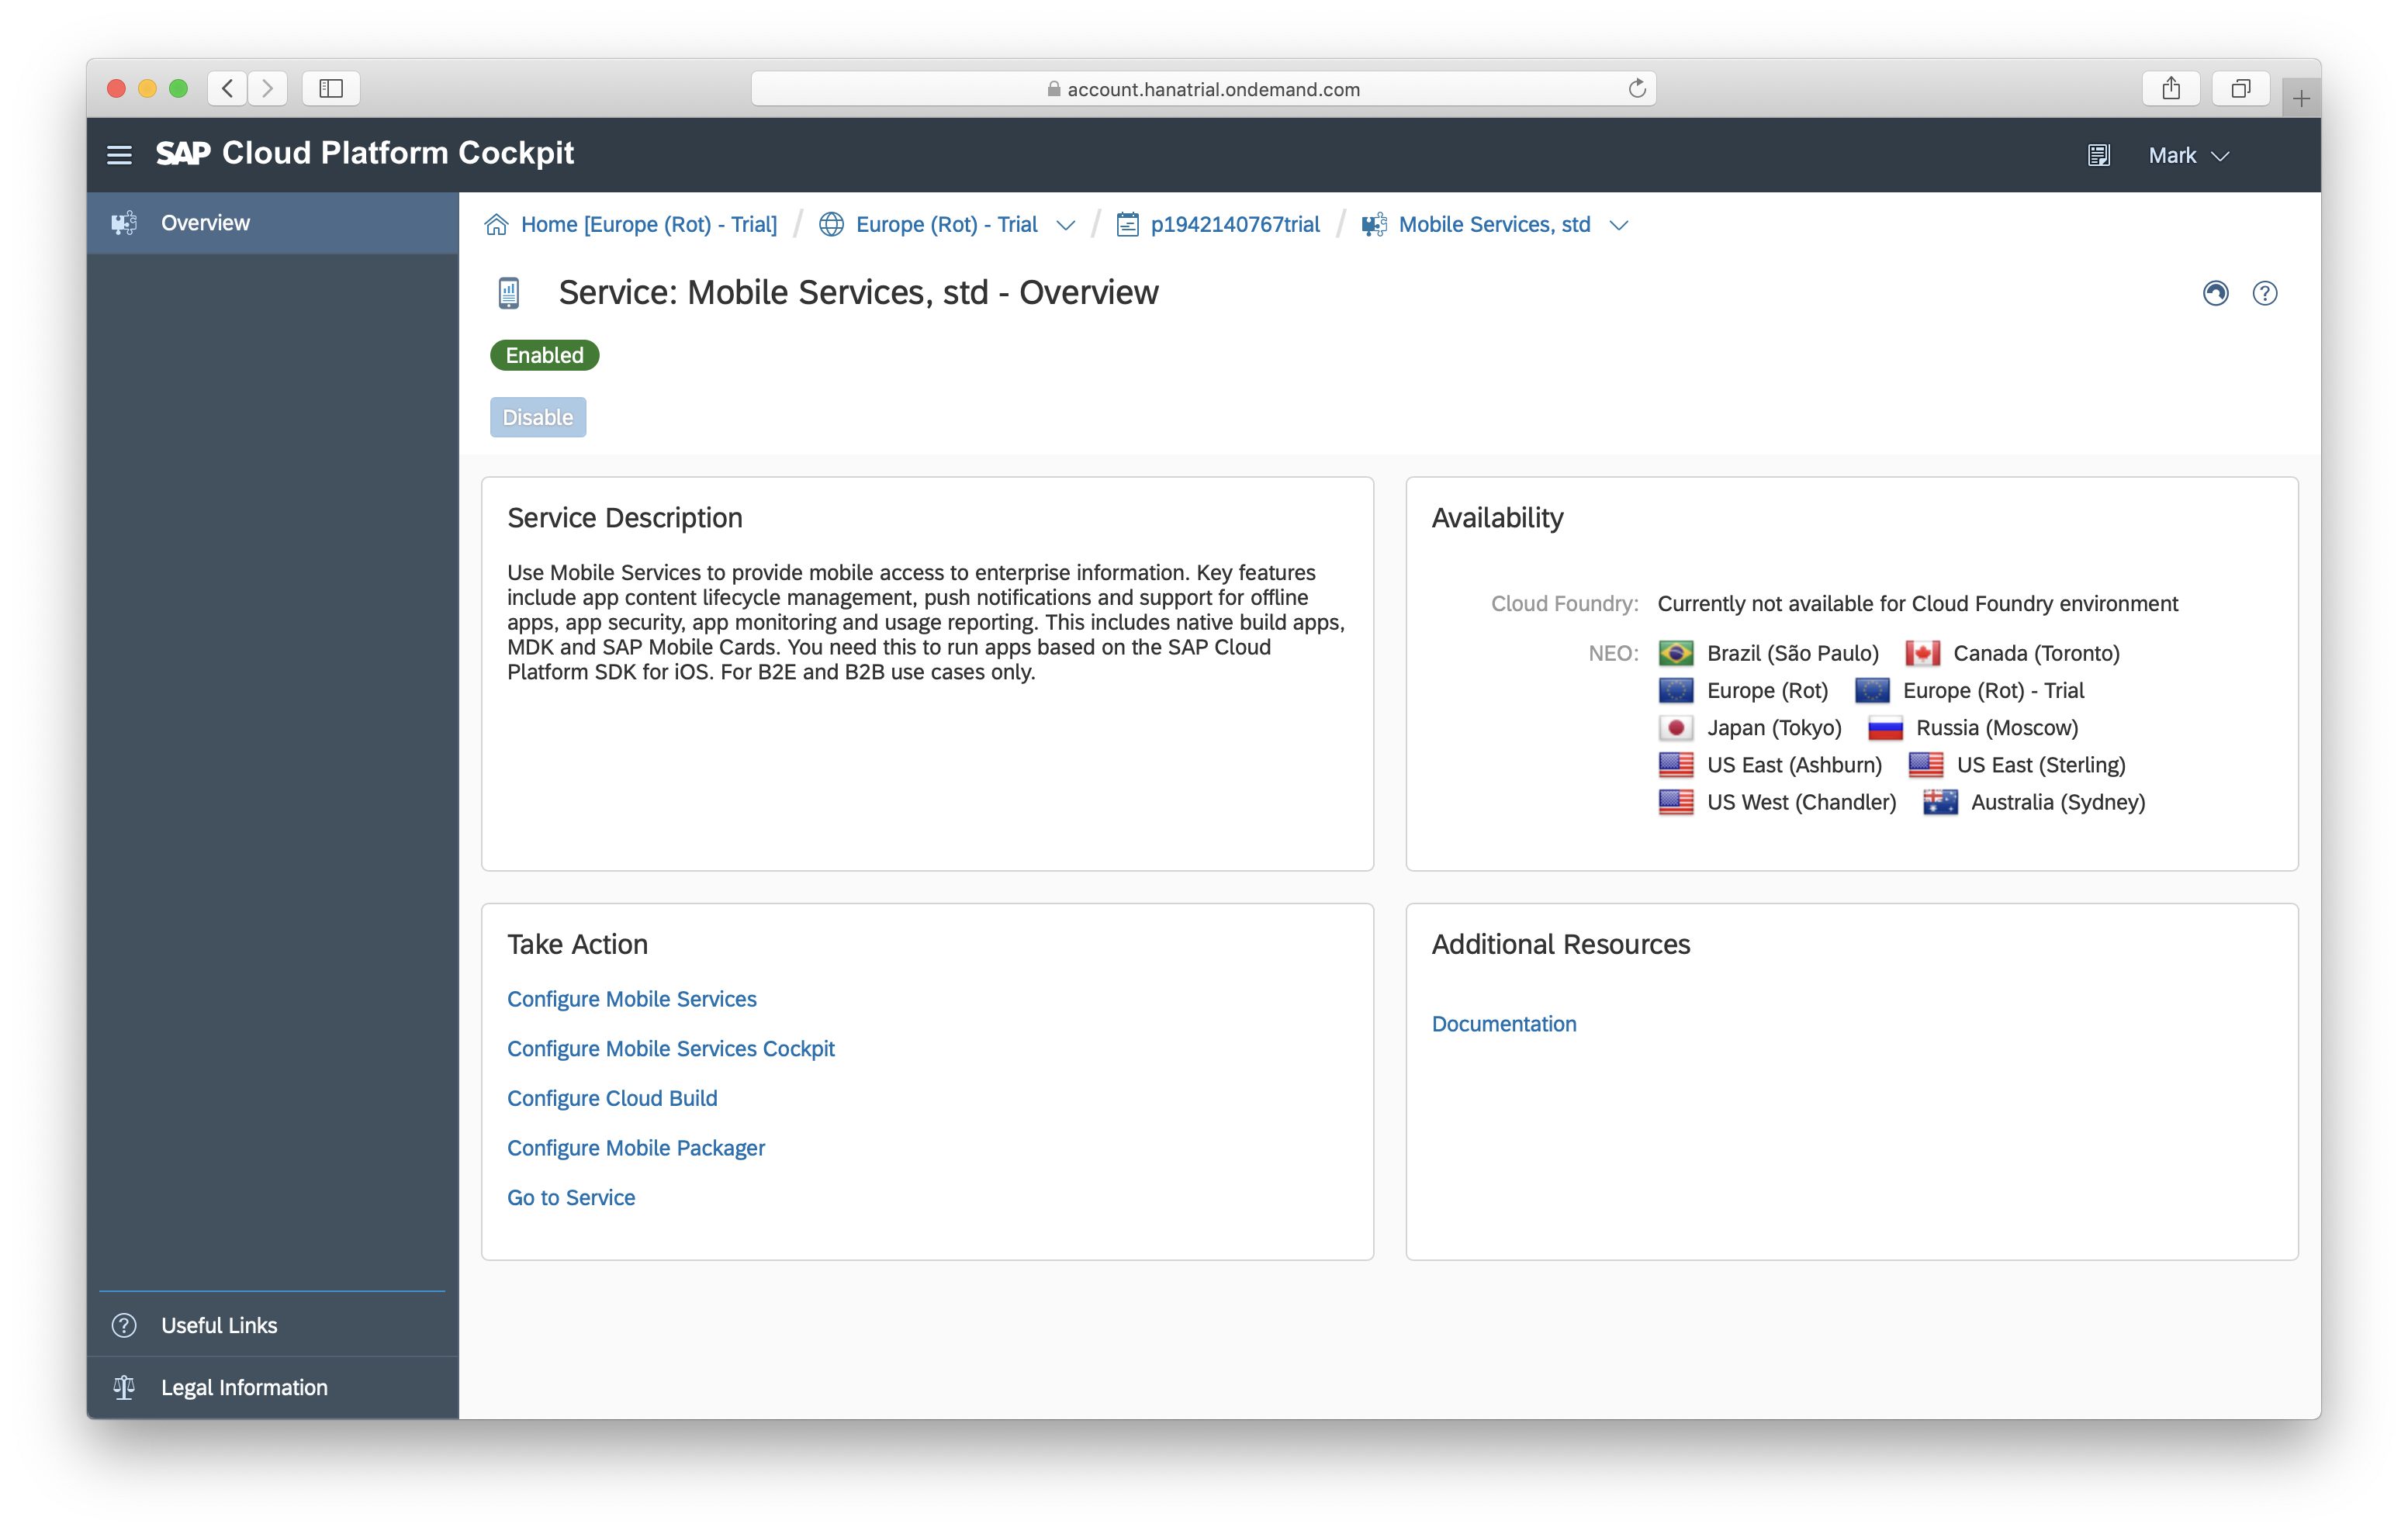 account.hanatrial.ondemand.com
SAP Cloud Platform Cockpit
Mark
Overview
Home [Europe (Rot) - Trial] / Europe (Rot) - Trial / p1942140767trial / Mobile Services, std
Service: Mobile Services, std - Overview
Enabled
Disable
Service Description
Use Mobile Services to provide mobile access to enterprise information. Key features
include app content lifecycle management, push notifications and support for offline
apps, app security, app monitoring and usage reporting. This includes native build apps,
MDK and SAP Mobile Cards. You need this to run apps based on the SAP Cloud
Platform SDK for iOS. For B2E and B2B use cases only.
Availability
Cloud Foundry: Currently not available for Cloud Foundry environment
NEO: Brazil (São Paulo) Canada (Toronto)
Europe (Rot) Europe (Rot) - Trial
Japan (Tokyo) Russia (Moscow)
US East (Ashburn) US East (Sterling)
US West (Chandler) Australia (Sydney)
Take Action
Configure Mobile Services
Configure Mobile Services Cockpit
Configure Cloud Build
Configure Mobile Packager
Go to Service
Additional Resources
Documentation
Useful Links
Legal Information